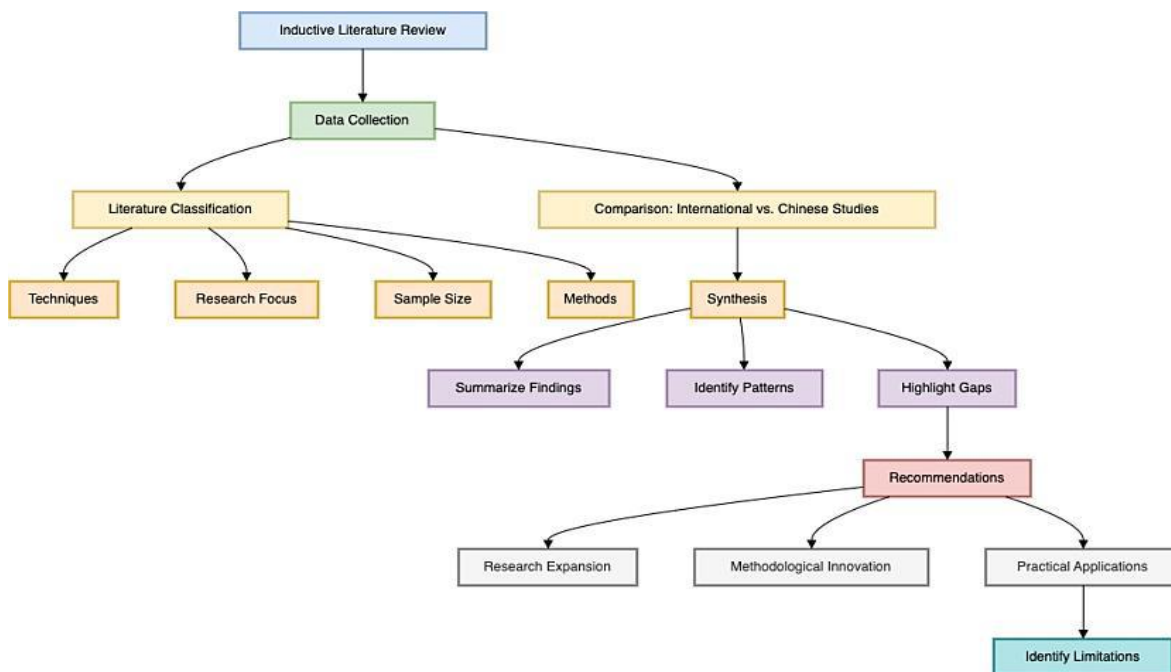 Inductive Literature Review
Data Collection
Literature Classification
Comparison: International vs. Chinese Studies
Techniques
Research Focus
Sample Size
Methods
Synthesis
Summarize Findings
Identify Patterns
Highlight Gaps
Recommendations
Research Expansion
Methodological Innovation
Practical Applications
Identify Limitations